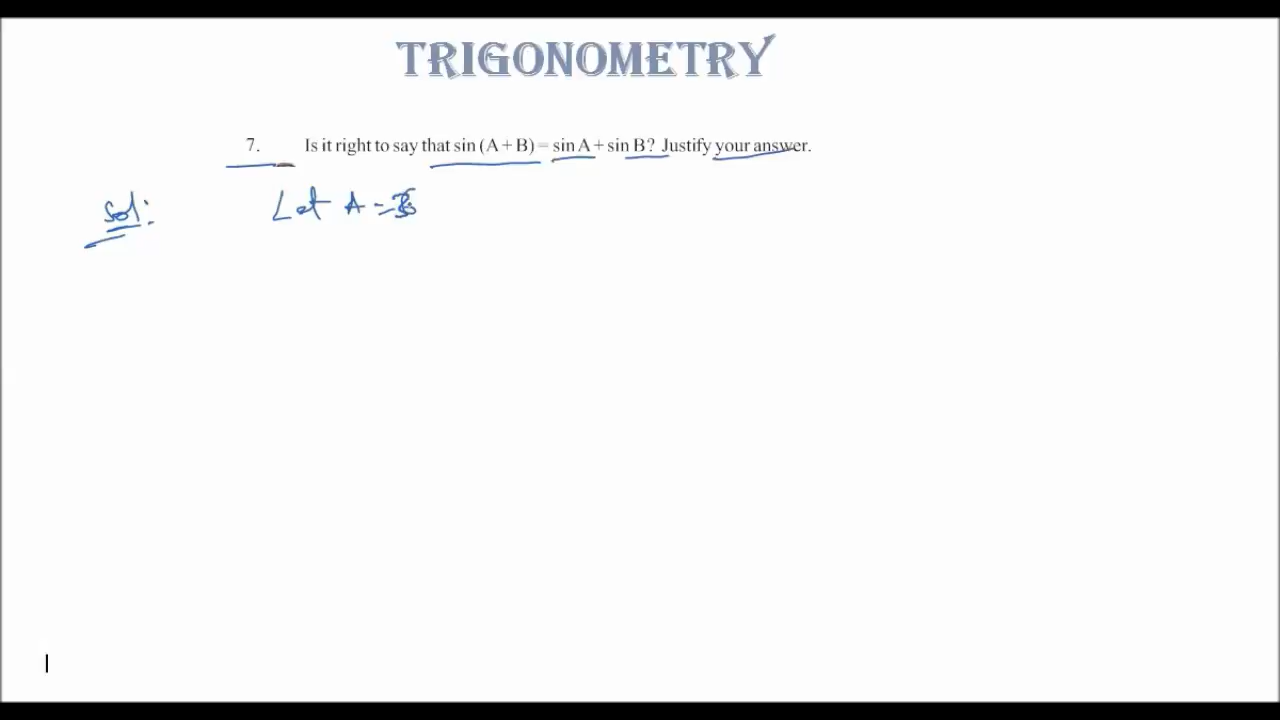 TRIGONOMETRY
7. Is it right to say that sin (A + B) = sin A + sin B? Justify your answer.
Sol:
Let A =